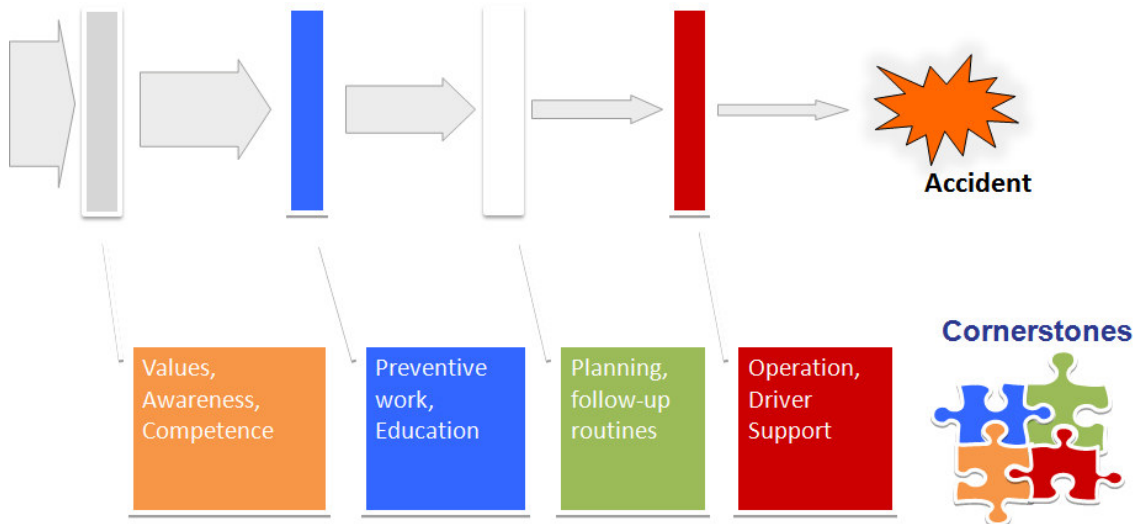 Accident
Cornerstones
Values,
Awareness,
Competence
Preventive
work,
Education
Planning,
follow-up
routines
Operation,
Driver
Support